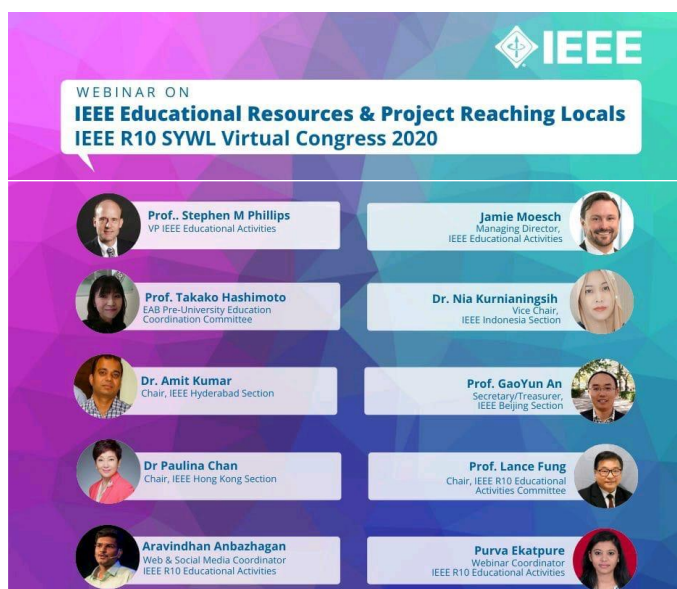 IEEE
WEBINAR ON
IEEE Educational Resources & Project Reaching Locals
IEEE R10 SYWL Virtual Congress 2020
Prof.. Stephen M Phillips
VP IEEE Educational Activities
Jamie Moesch
Managing Director,
IEEE Educational Activities
Prof. Takako Hashimoto
EAB Pre-University Education
Coordination Committee
Dr. Nia Kurnianingsih
Vice Chair,
IEEE Indonesia Section
Dr. Amit Kumar
Chair, IEEE Hyderabad Section
Prof. GaoYun An
Secretary/Treasurer,
IEEE Beijing Section
Dr Paulina Chan
Chair, IEEE Hong Kong Section
Prof. Lance Fung
Chair, IEEE R10 Educational
Activities Committee
Aravindhan Anbazhagan
Web & Social Media Coordinator
IEEE R10 Educational Activities
Purva Ekatpure
Webinar Coordinator
IEEE R10 Educational Activities